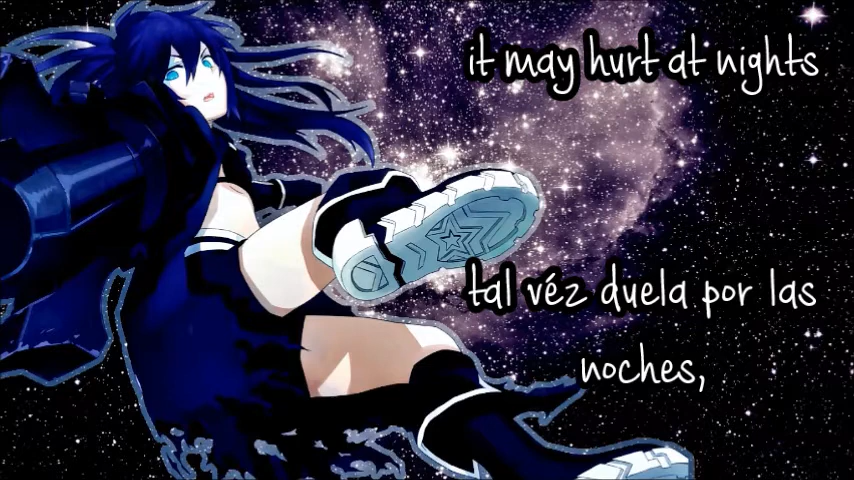 it may hurt at nights
tal véz duela por las
noches,